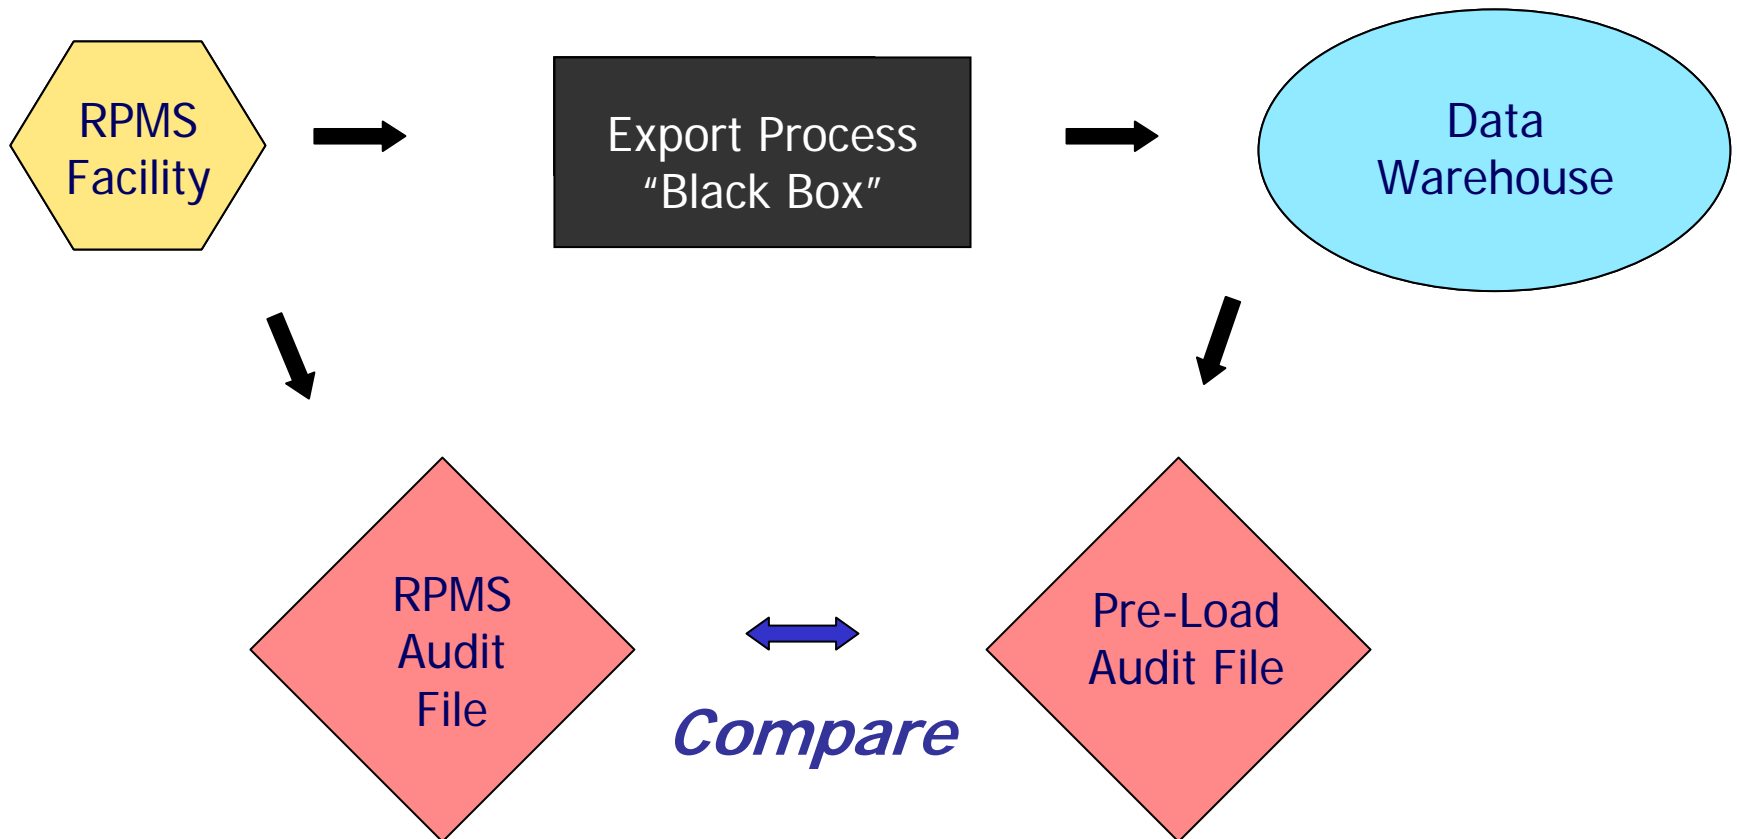 RPMS
Facility
Export Process
“Black Box”
Data
Warehouse
RPMS
Audit
File
Pre-Load
Audit File
Compare